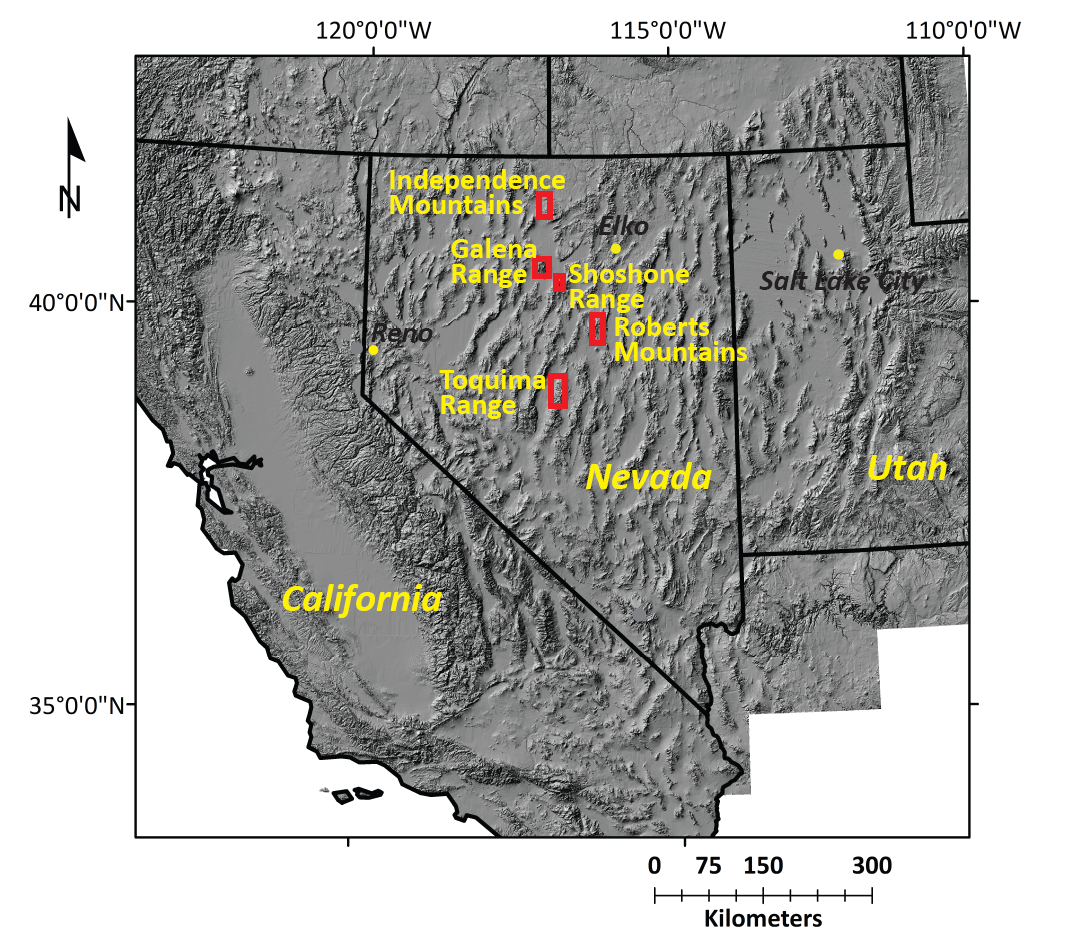 120°0'0"W 115°0'0"W 110°0'0"W
N
Independence
Mountains
Elko
Galena
Range
Shoshone
Range
Salt Lake City
40°0'0"N
Reno
Roberts
Mountains
Toquima
Range
Nevada
Utah
California
35°0'0"N
0 75 150 300
Kilometers